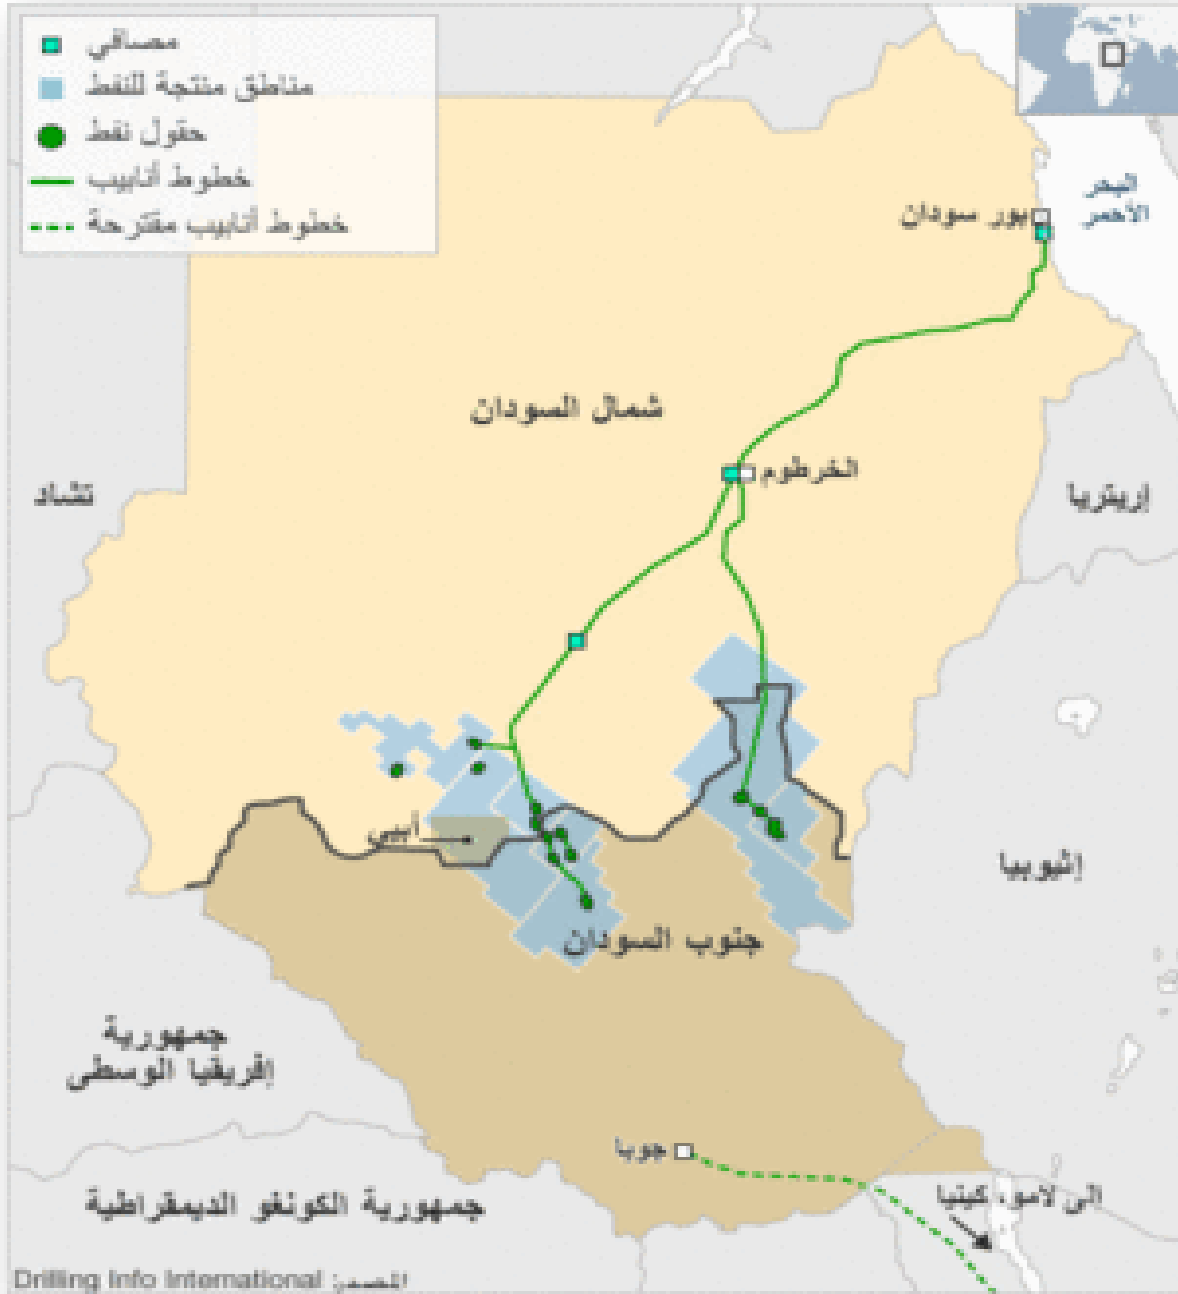 مصافي
مناطق منتجة للنفط
حقول نفط
خطوط أنابيب
خطوط أنابيب مقترحة
البحر
الأحمر
بور سودان
شمال السودان
الخرطوم
تشاد
إريتريا
أبيي
إثيوبيا
جنوب السودان
جمهورية
إفريقيا الوسطى
جوبا
إلى لامو، كينيا
جمهورية الكونغو الديمقراطية
المصدر: Drilling Info International